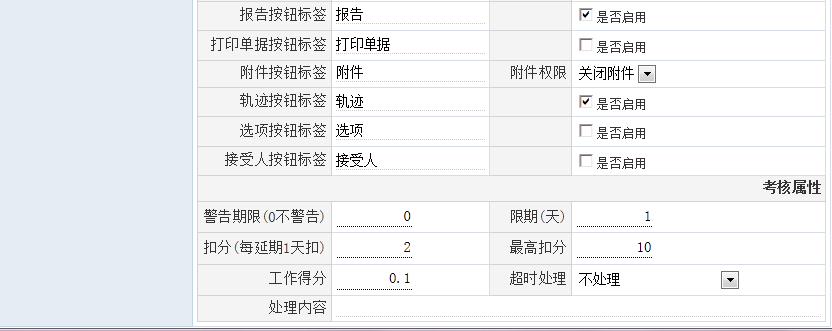 报告按钮标签 报告 是否启用
打印单据按钮标签 打印单据 是否启用
附件按钮标签 附件 附件权限 关闭附件
轨迹按钮标签 轨迹 是否启用
选项按钮标签 选项 是否启用
接受人按钮标签 接受人 是否启用
考核属性
警告期限(0不警告) 0 限期(天) 1
扣分(每延期1天扣) 2 最高扣分 10
工作得分 0.1 超时处理 不处理
处理内容